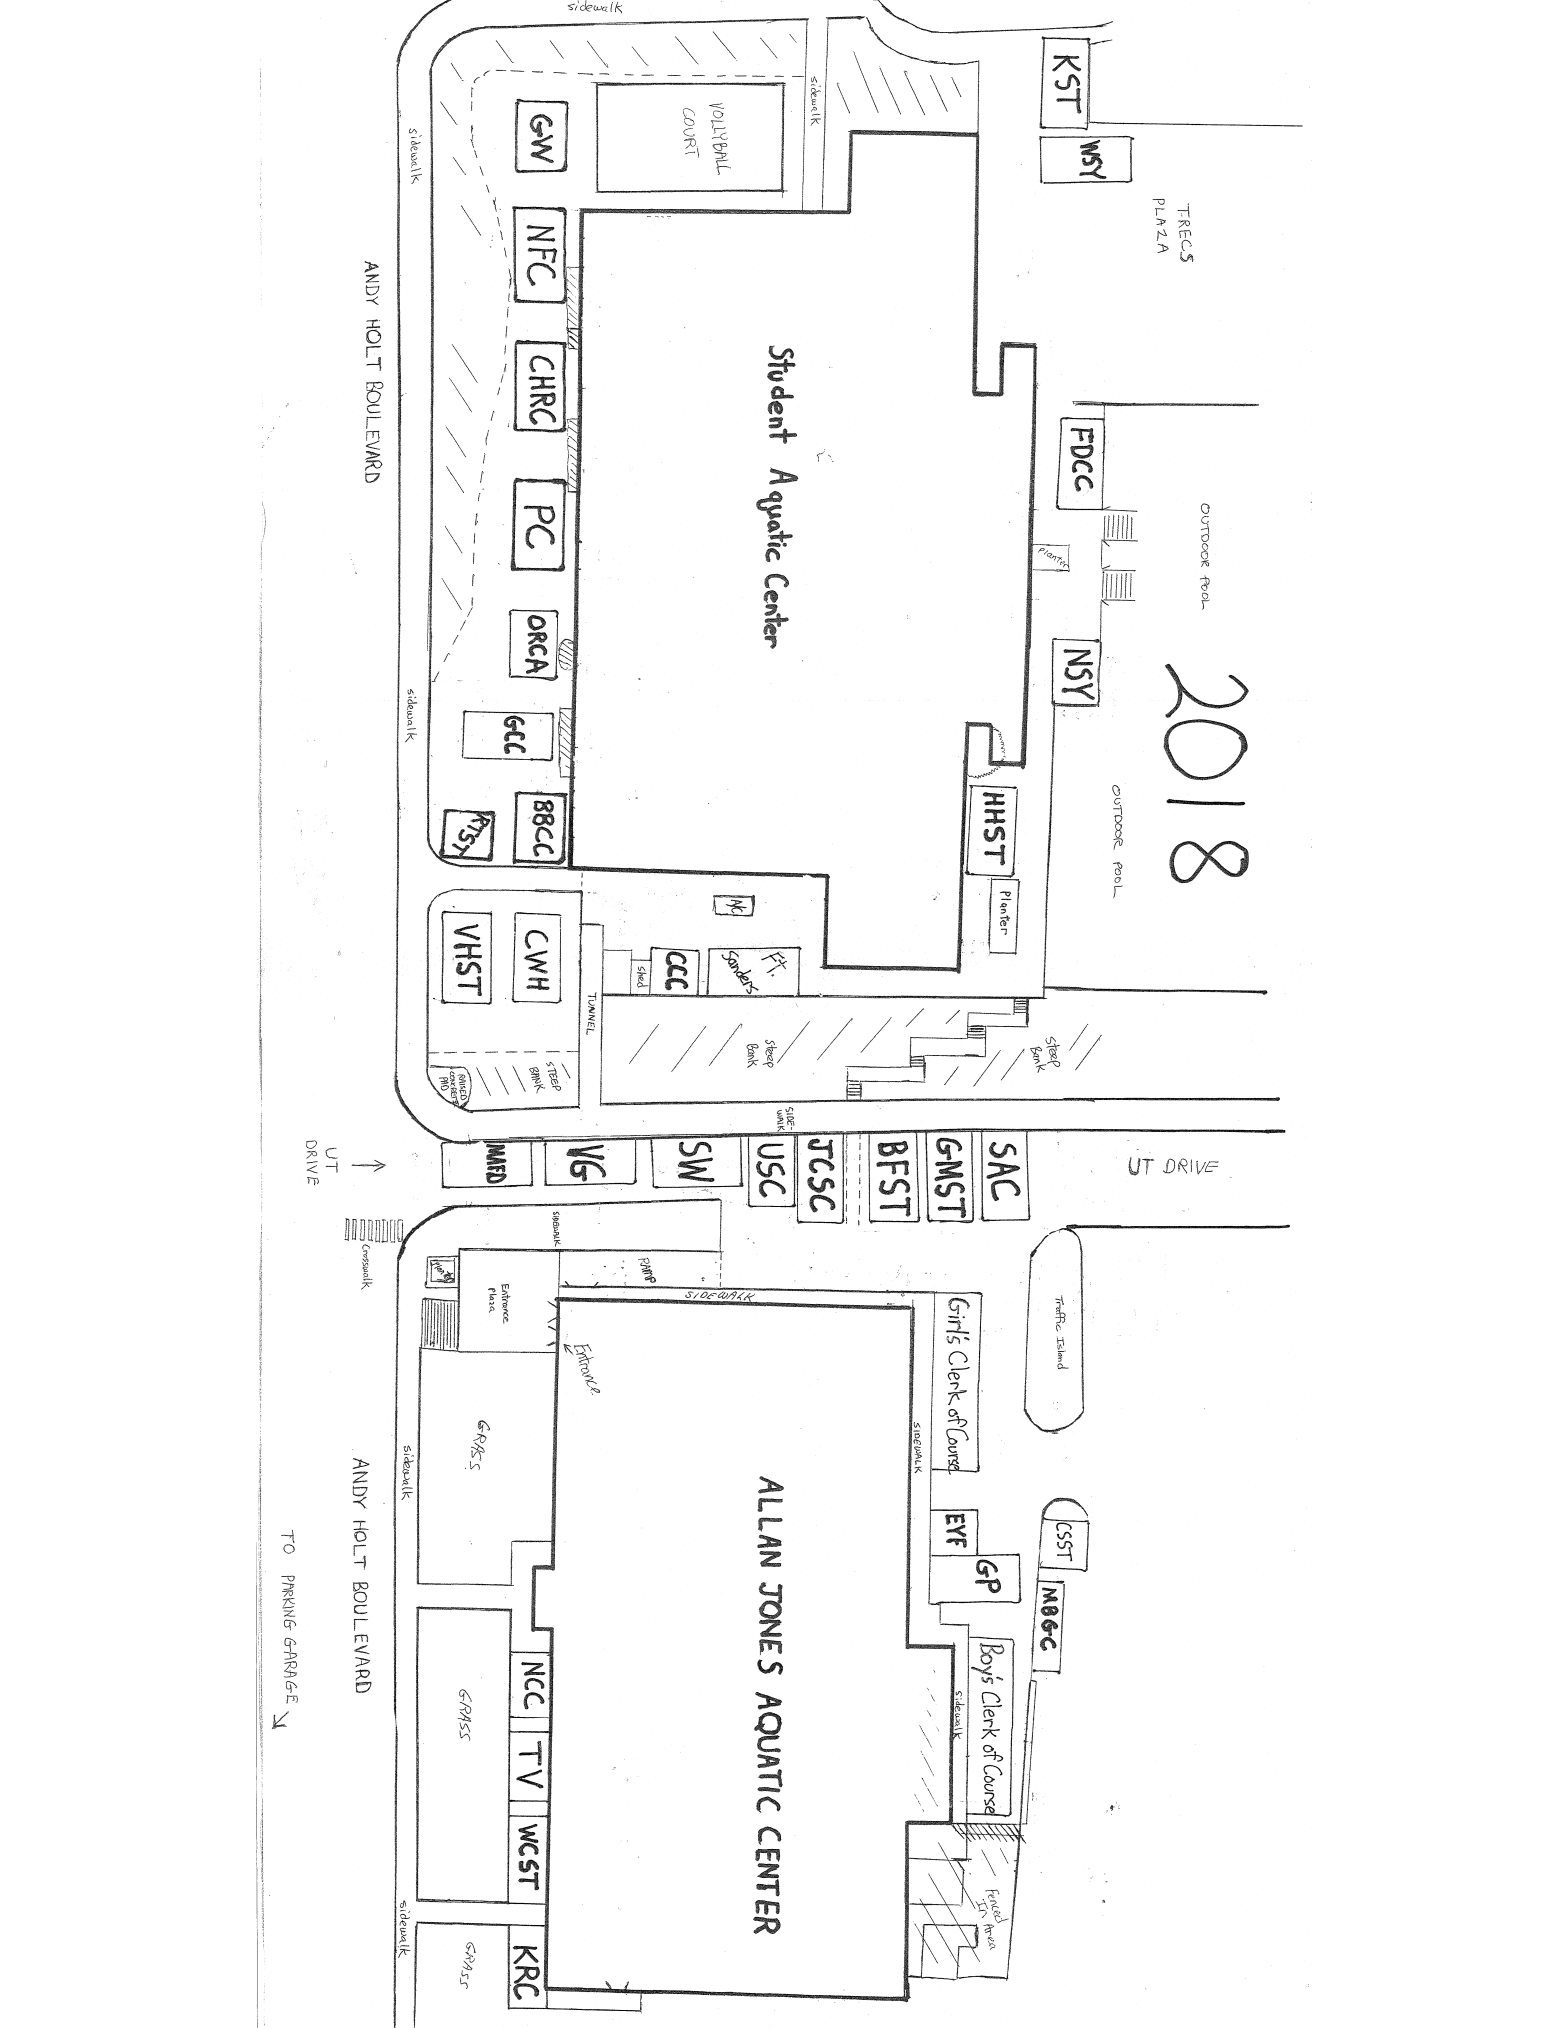 sidewalk
KST
WSY
TRECS
PLAZA
sidewalk
VOLLYBALL
COURT
GW
sidewalk
NFC
CHRC
PC
ORCA
GCC
BBCC
ANDY HOLT BOULEVARD
sidewalk
Student Aquatic Center
FDCC
planter
OUTDOOR POOL
NSY
2018
OUTDOOR POOL
HHST
Planter
A/C
Ft.
Sanders
CCC
shed
TUNNEL
CWH
VHST
Steep
Bank
Steep
Bank
STEEP
BANK
RAISED
CONCRETE
PAD
SIDE-
WALK
UT
DRIVE
MAFD
VG
SW
USC
JCSC
BFST
GMST
SAC
UT DRIVE
Crosswalk
SIDEWALK
RAMP
SIDEWALK
planter
Entrance
plaza
Entrance
Traffic Island
Girl's Clerk of Course
SIDEWALK
EYF
GP
CSST
MBGC
Boy's Clerk of Course
sidewalk
Fenced
In Area
ALLAN JONES AQUATIC CENTER
GRASS
sidewalk
GRASS
NCC
TV
WCST
KRC
GRASS
sidewalk
ANDY HOLT BOULEVARD
TO PARKING GARAGE